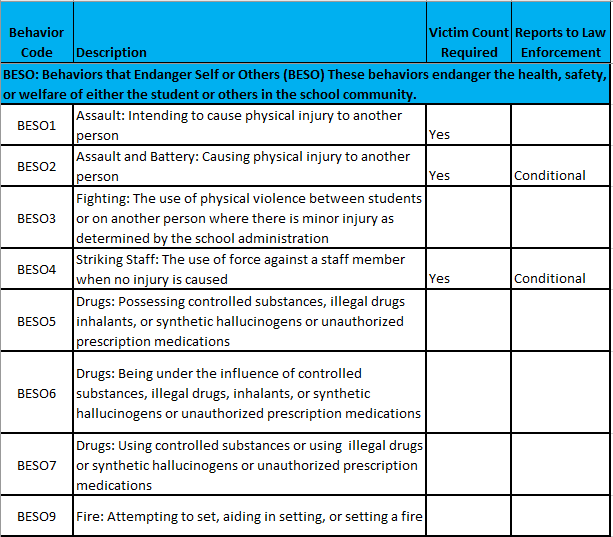 Behavior Code Description Victim Count Required Reports to Law Enforcement
BESO: Behaviors that Endanger Self or Others (BESO) These behaviors endanger the health, safety,
or welfare of either the student or others in the school community.
BESO1 Assault: Intending to cause physical injury to another
person Yes
BESO2 Assault and Battery: Causing physical injury to another
person Yes Conditional
BESO3 Fighting: The use of physical violence between students
or on another person where there is minor injury as
determined by the school administration
BESO4 Striking Staff: The use of force against a staff member
when no injury is caused Yes Conditional
BESO5 Drugs: Possessing controlled substances, illegal drugs
inhalants, or synthetic hallucinogens or unauthorized
prescription medications
BESO6 Drugs: Being under the influence of controlled
substances, illegal drugs, inhalants, or synthetic
hallucinogens or unauthorized prescription medications
BESO7 Drugs: Using controlled substances or using  illegal drugs
or synthetic hallucinogens or unauthorized prescription
medications
BESO9 Fire: Attempting to set, aiding in setting, or setting a fire